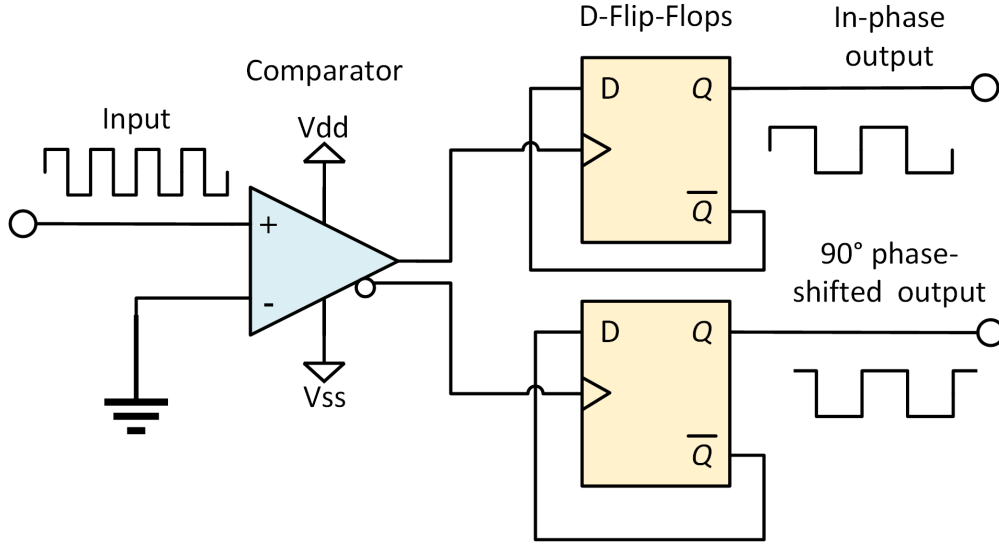 D-Flip-Flops
In-phase
output
Comparator
Input
Vdd
D
Q
+
Q̅
-
90° phase-
shifted output
D
Q
Vss
Q̅